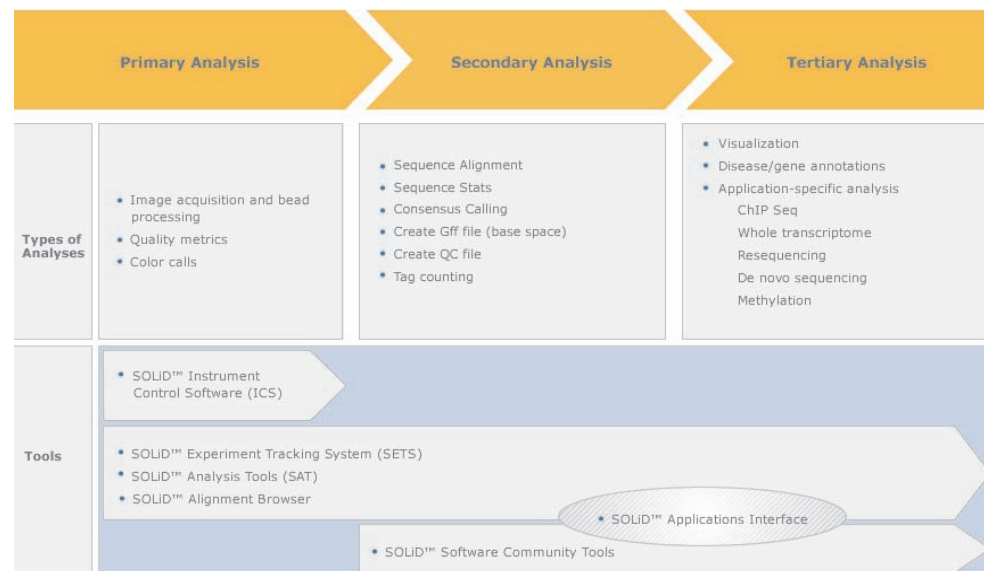 Primary Analysis
Secondary Analysis
Tertiary Analysis
Types of
Analyses
• Image acquisition and bead
processing
• Quality metrics
• Color calls
• Sequence Alignment
• Sequence Stats
• Consensus Calling
• Create Gff file (base space)
• Create QC file
• Tag counting
• Visualization
• Disease/gene annotations
• Application-specific analysis
ChIP Seq
Whole transcriptome
Resequencing
De novo sequencing
Methylation
Tools
• SOLiD™ Instrument
Control Software (ICS)
• SOLiD™ Experiment Tracking System (SETS)
• SOLiD™ Analysis Tools (SAT)
• SOLiD™ Alignment Browser
• SOLiD™ Applications Interface
• SOLiD™ Software Community Tools